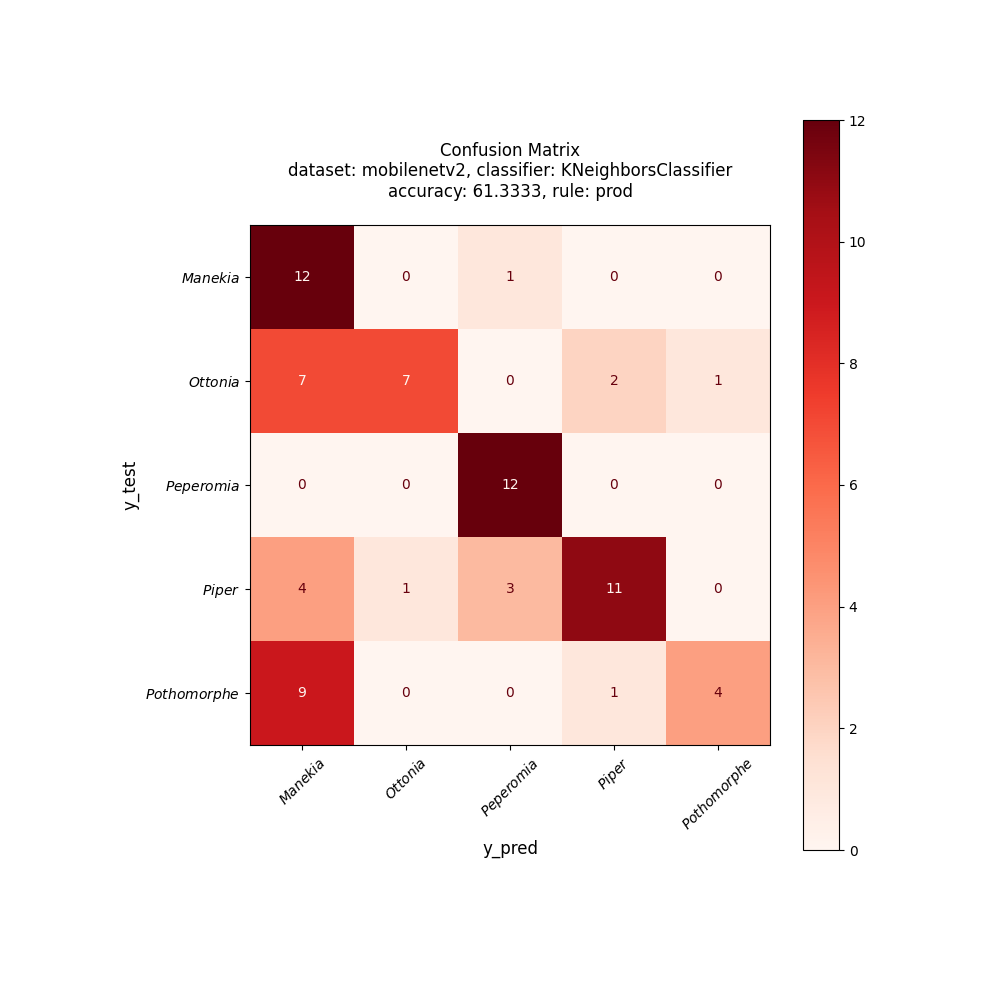 Confusion Matrix
dataset: mobilenetv2, classifier: KNeighborsClassifier
accuracy: 61.3333, rule: prod
12
10
8
6
4
2
0
y_test
Manekia 12 0 1 0 0
Ottonia 7 7 0 2 1
Peperomia 0 0 12 0 0
Piper 4 1 3 11 0
Pothomorphe 9 0 0 1 4
Manekia Ottonia Peperomia Piper Pothomorphe
y_pred